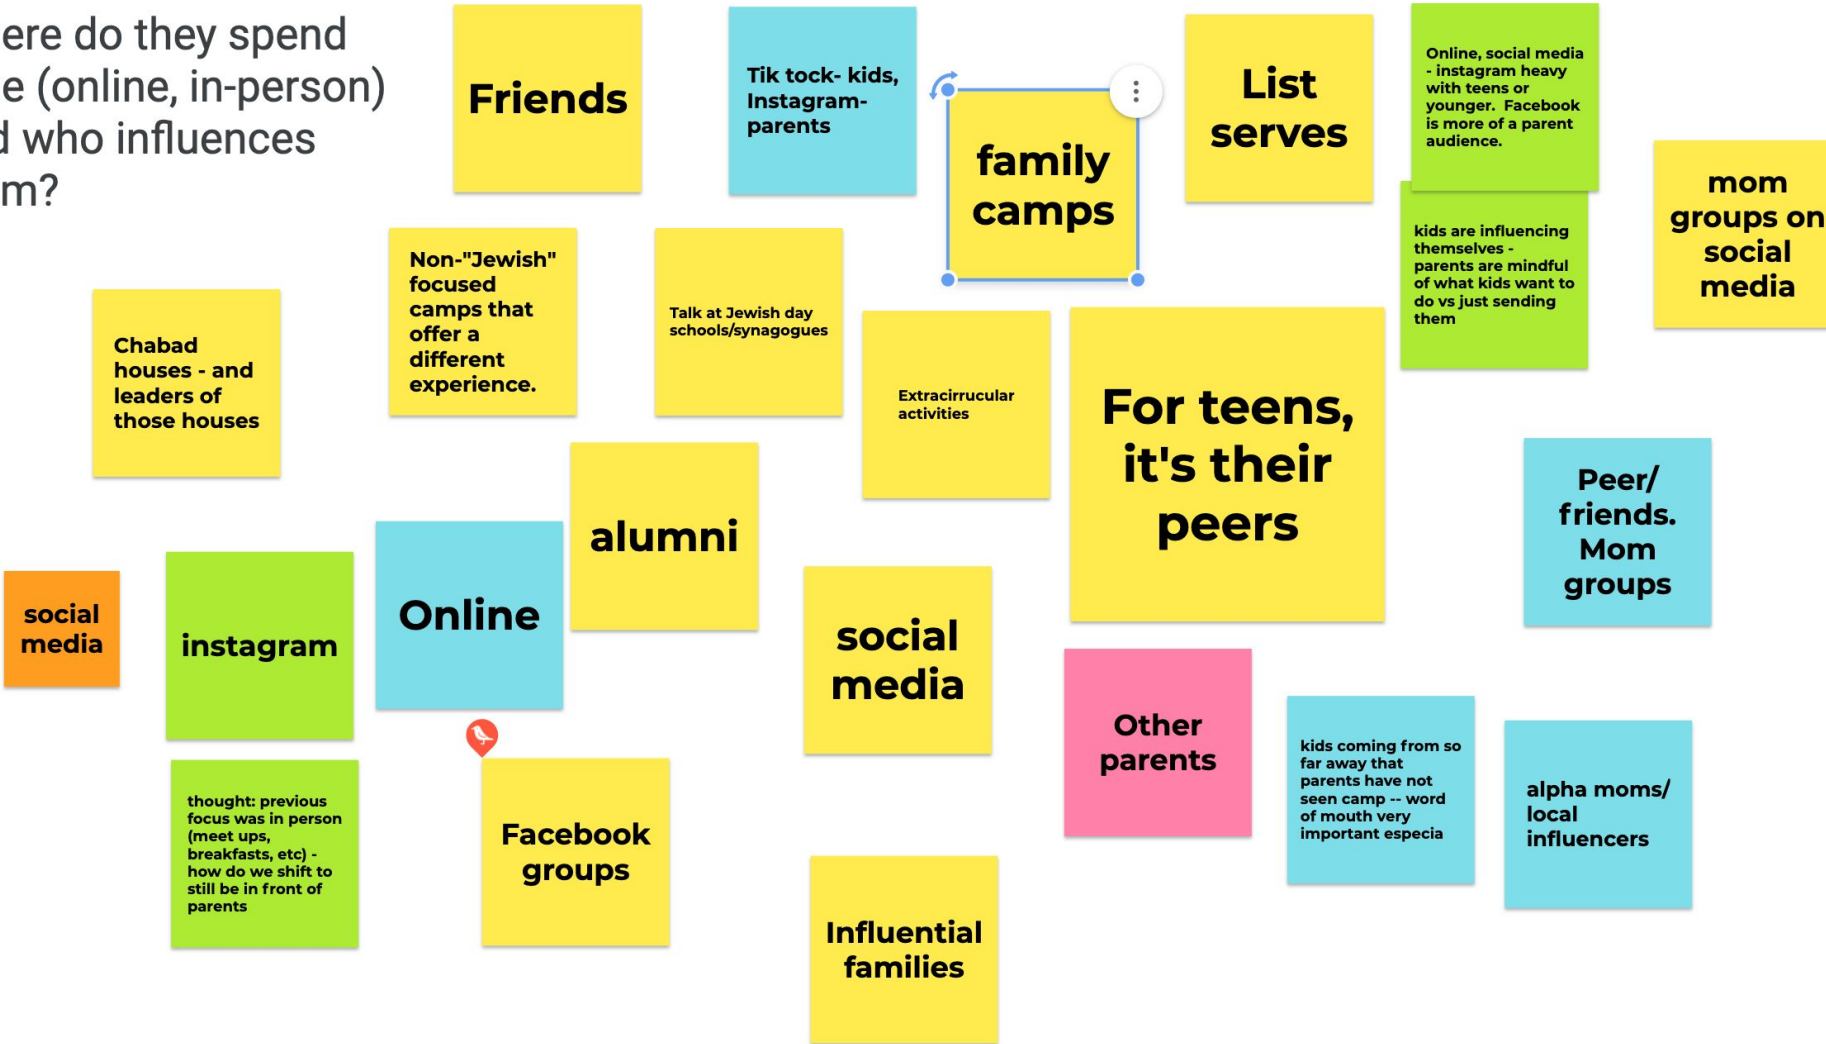 ere do they spend
e (online, in-person)
d who influences
m?
Friends
Tik tock- kids,
Instagram-
parents
family
camps
List
serves
Online, social media
- instagram heavy
with teens or
younger. Facebook
is more of a parent
audience.
mom
groups on
social
media
kids are influencing
themselves -
parents are mindful
of what kids want to
do vs just sending
them
Chabad
houses - and
leaders of
those houses
Non-"Jewish"
focused
camps that
offer a
different
experience.
Talk at Jewish day
schools/synagogues
Extracirrucular
activities
For teens,
it's their
peers
Peer/
friends.
Mom
groups
social
media
instagram
Online
alumni
social
media
Other
parents
kids coming from so
far away that
parents have not
seen camp -- word
of mouth very
important especia
alpha moms/
local
influencers
thought: previous
focus was in person
(meet ups,
breakfasts, etc) -
how do we shift to
still be in front of
parents
Facebook
groups
Influential
families